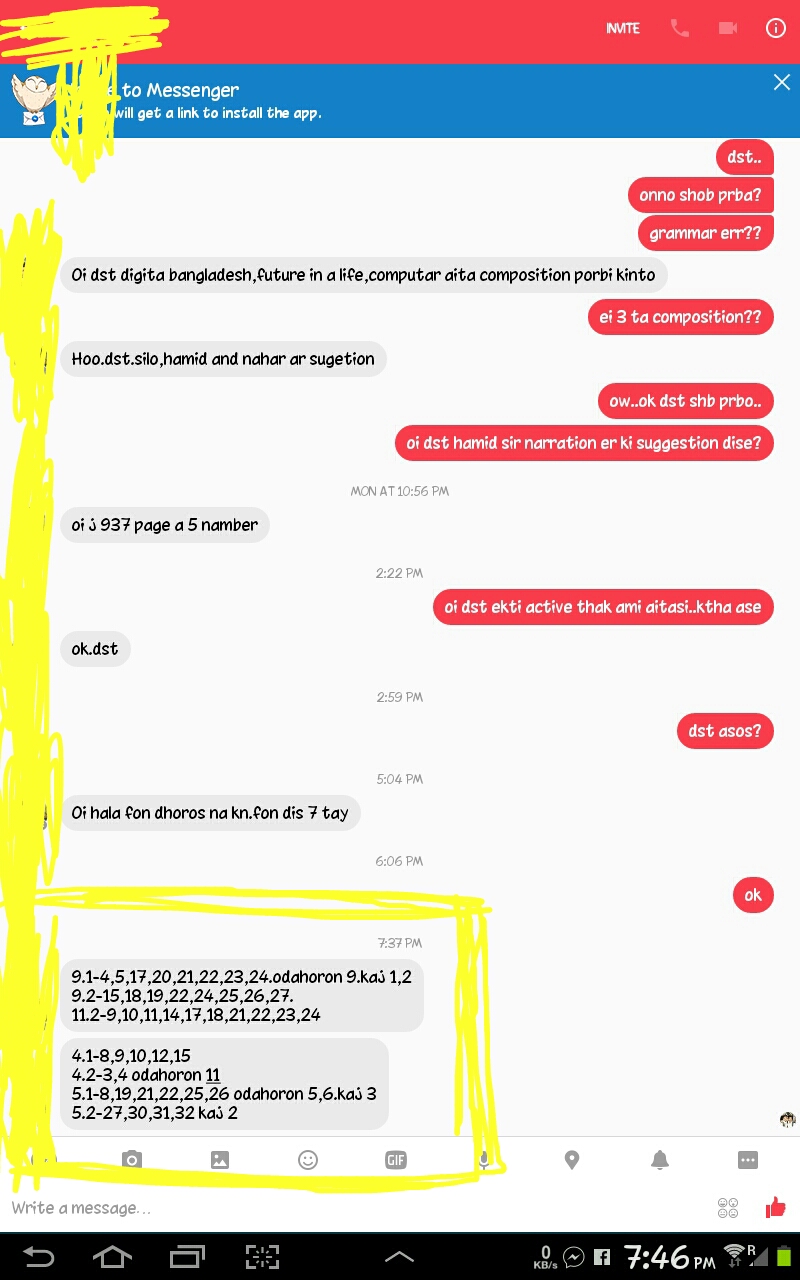 INVITE
to Messenger
will get a link to install the app.
dst..
onno shob prba?
grammar err??
Oi dst digita bangladesh,future in a life,computar aita composition porbi kinto
ei 3 ta composition??
Hoo.dst.silo,hamid and nahar ar sugetion
ow..ok dst shb prbo..
oi dst hamid sir narration er ki suggestion dise?
MON AT 10:56 PM
oi j 937 page a 5 namber
2:22 PM
oi dst ekti active thak ami aitasi..ktha ase
ok.dst
2:59 PM
dst asos?
5:04 PM
Oi hala fon dhoros na kn.fon dis 7 tay
6:06 PM
ok
7:37 PM
9.1-4,5,17,20,21,22,23,24.odahoron 9.kaj 1,2
9.2-15,18,19,22,24,25,26,27.
11.2-9,10,11,14,17,18,21,22,23,24
4.1-8,9,10,12,15
4.2-3,4 odahoron 11
5.1-8,19,21,22,25,26 odahoron 5,6.kaj 3
5.2-27,30,31,32 kaj 2
GIF
Write a message...
0
KB/s
7:46 PM
R